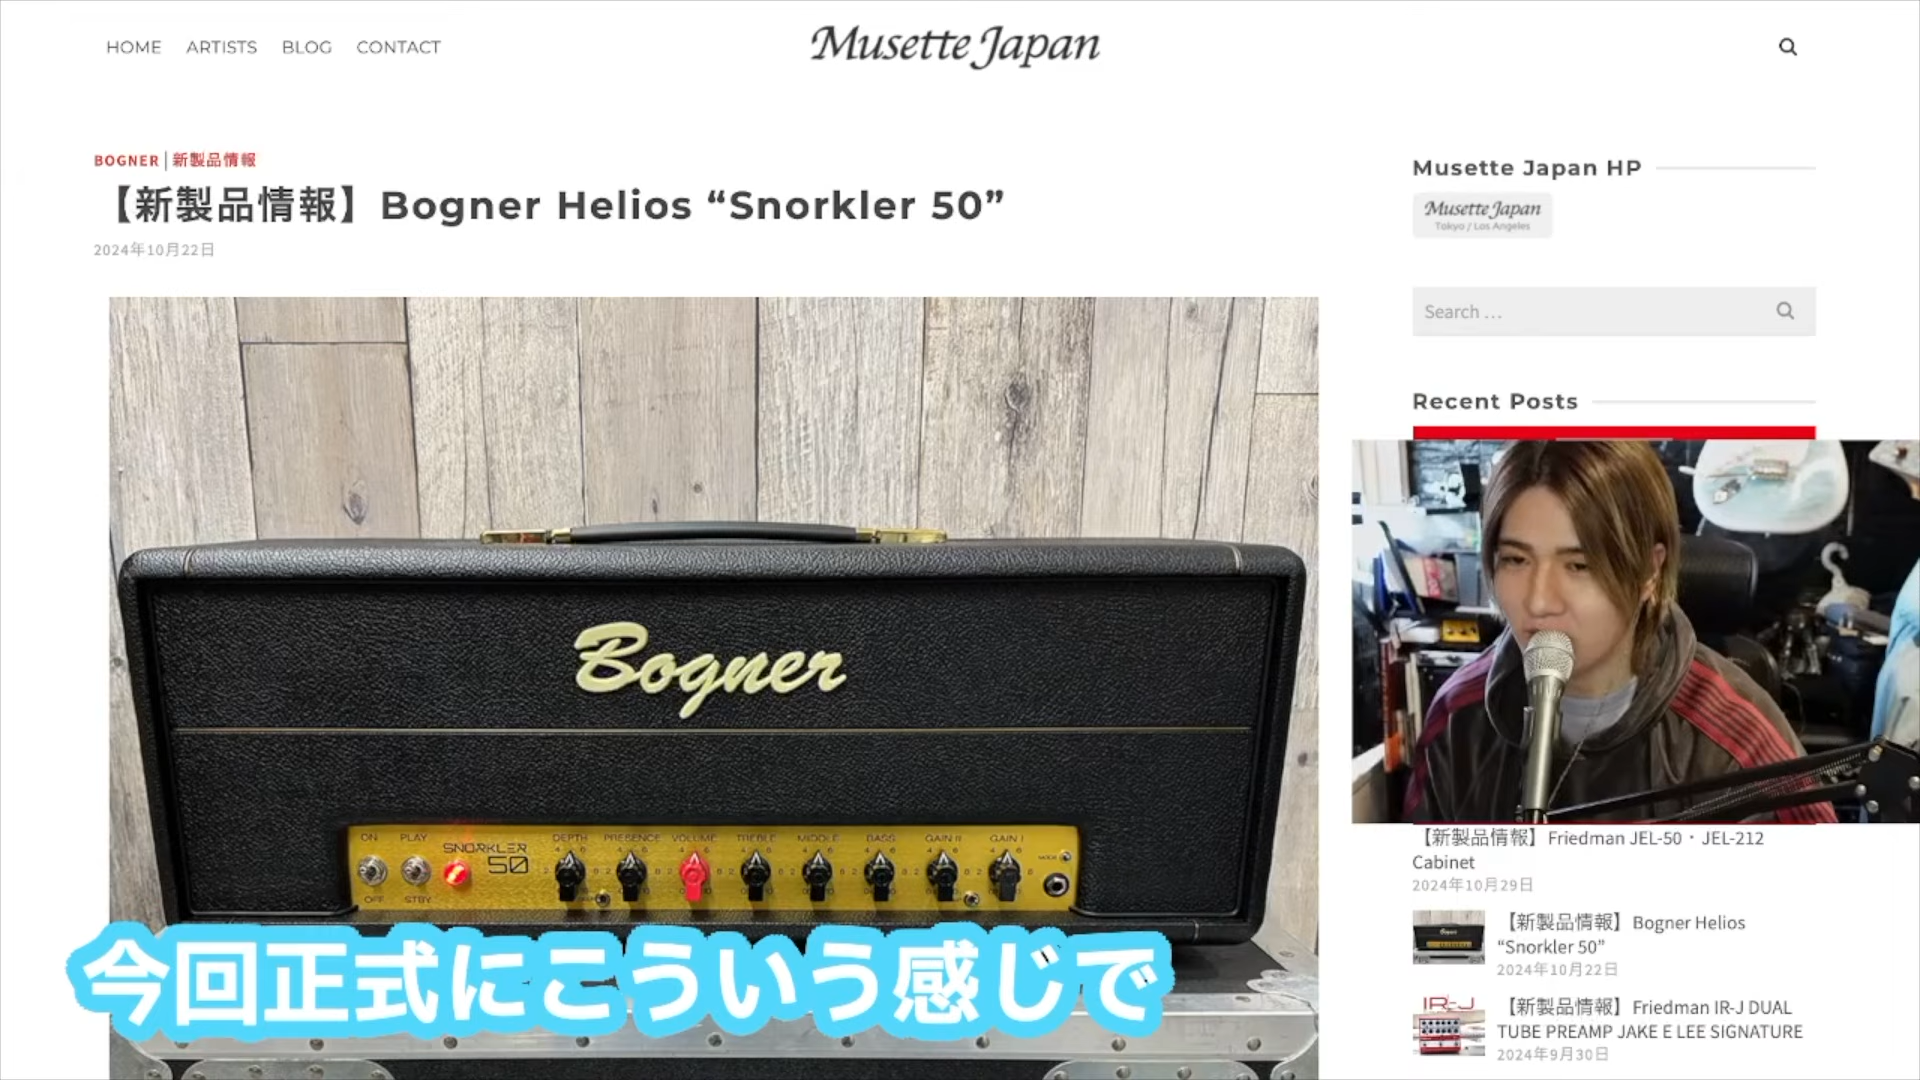 HOME ARTISTS BLOG CONTACT
Musette Japan
BOGNER | 新製品情報
【新製品情報】Bogner Helios “Snorkler 50”
2024年10月22日
Bogner
ON PLAY
SNORKLER
50
OFF STBY
DEPTH PRESENCE VOLUME TREBLE MIDDLE BASS GAIN II GAIN I
今回正式にこういう感じで
Musette Japan HP
Musette Japan
Tokyo / Los Angeles
Search …
Recent Posts
【新製品情報】Friedman JEL-50・JEL-212
Cabinet
2024年10月29日
【新製品情報】Bogner Helios
“Snorkler 50”
2024年10月22日
IR-J
【新製品情報】Friedman IR-J DUAL
TUBE PREAMP JAKE E LEE SIGNATURE
2024年9月30日